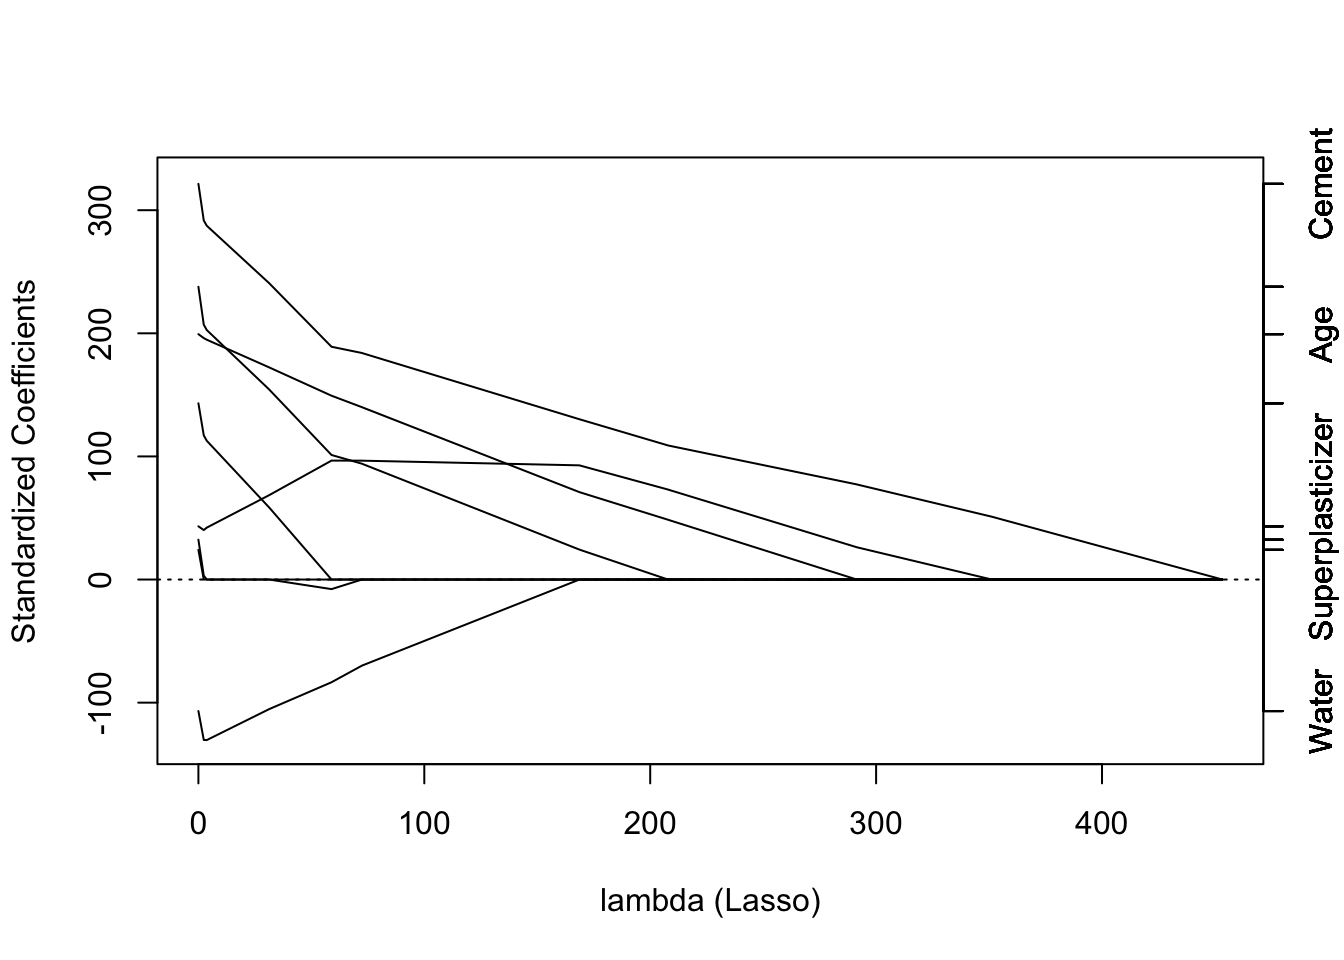 Standardized Coefficients
300
200
100
0
-100
0
100
200
300
400
lambda (Lasso)
Cement
Age
Superplasticizer
Water